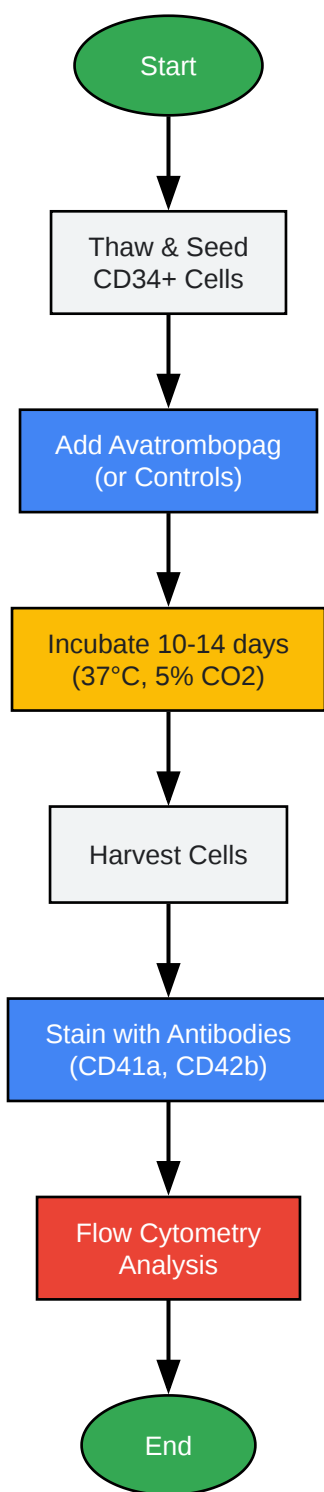 Start
Thaw & Seed
CD34+ Cells
Add Avatrombopag
(or Controls)
Incubate 10-14 days
(37°C, 5% CO2)
Harvest Cells
Stain with Antibodies
(CD41a, CD42b)
Flow Cytometry
Analysis
End